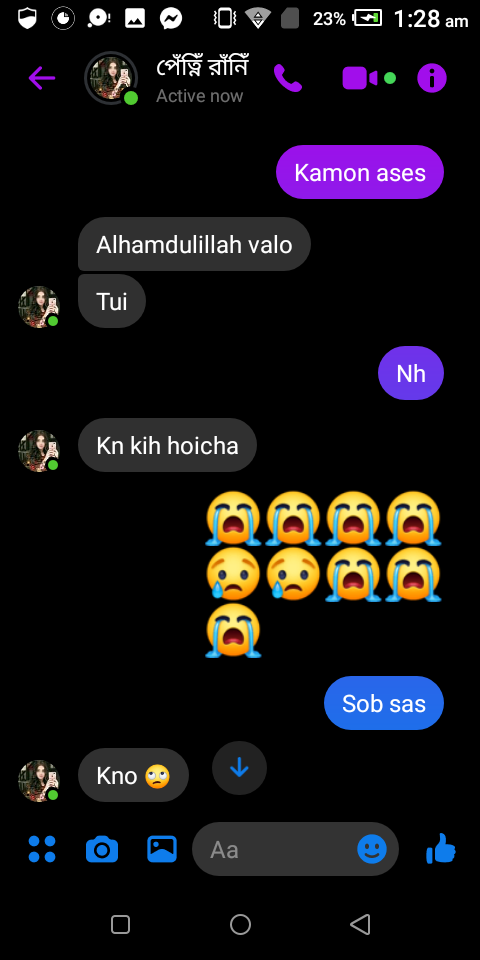 23% 1:28 am
পেঁত্নিঁ রাঁনিঁ
Active now
Kamon ases
Alhamdulillah valo
Tui
Nh
Kn kih hoicha
😭😭😭😭
😢😢😭😭
😭
Sob sas
Kno 🙄
Aa